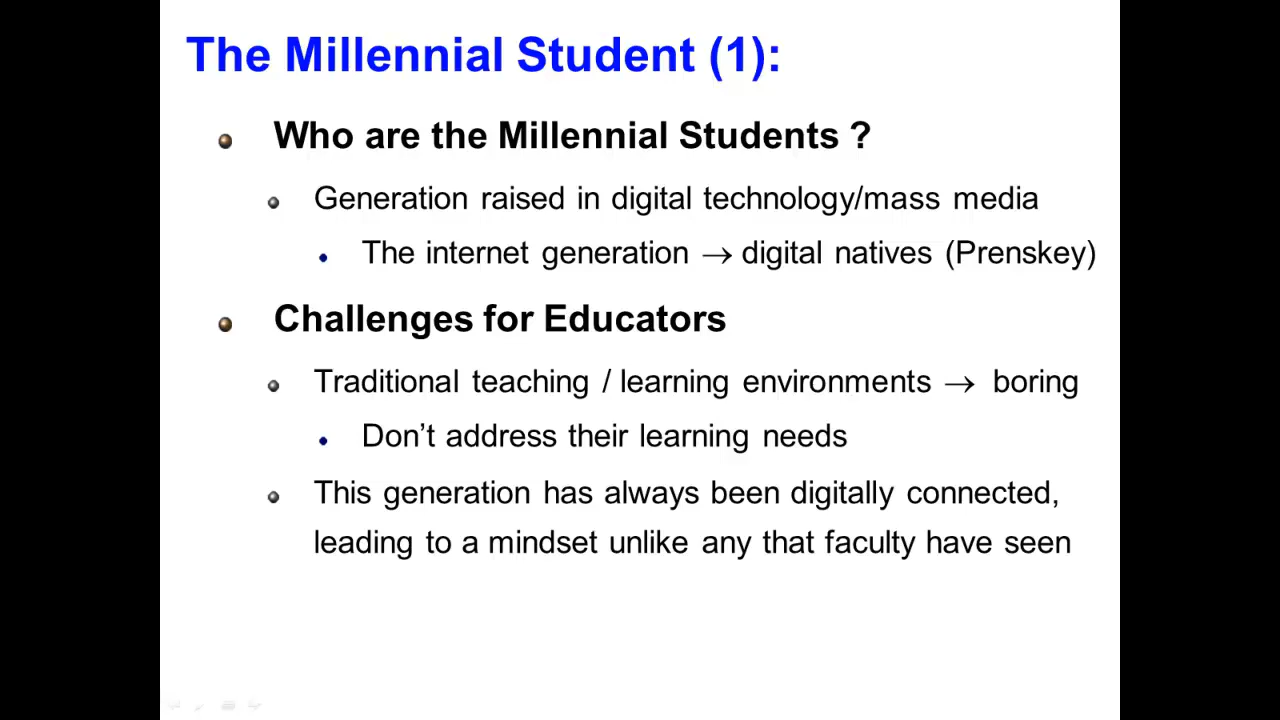 The Millennial Student (1):
Who are the Millennial Students ?
Generation raised in digital technology/mass media
The internet generation → digital natives (Prenskey)
Challenges for Educators
Traditional teaching / learning environments → boring
Don’t address their learning needs
This generation has always been digitally connected,
leading to a mindset unlike any that faculty have seen